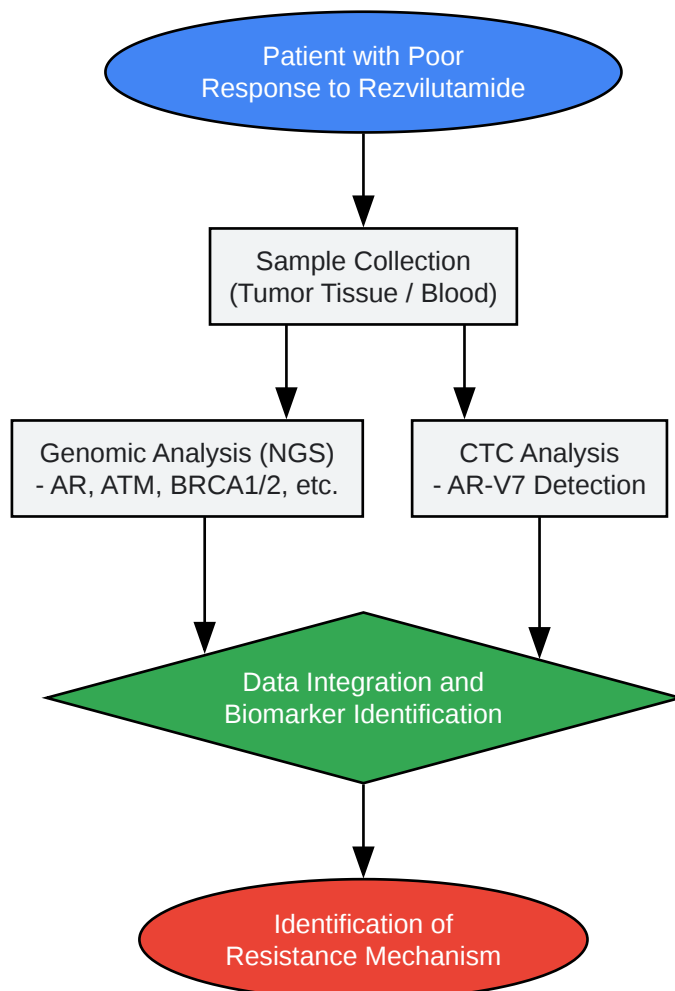 Patient with Poor
Response to Rezvilutamide
Sample Collection
(Tumor Tissue / Blood)
Genomic Analysis (NGS)
- AR, ATM, BRCA1/2, etc.
CTC Analysis
- AR-V7 Detection
Data Integration and
Biomarker Identification
Identification of
Resistance Mechanism